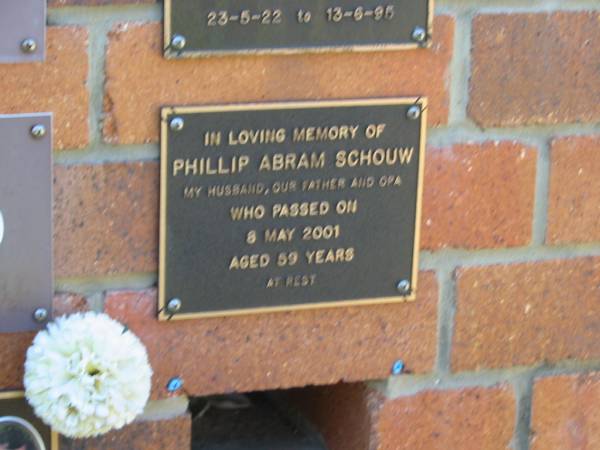 23-5-22 to 13-6-95
IN LOVING MEMORY OF
PHILLIP ABRAM SCHOUW
MY HUSBAND, OUR FATHER AND OPA
WHO PASSED ON
8 MAY 2001
AGED 59 YEARS
AT REST